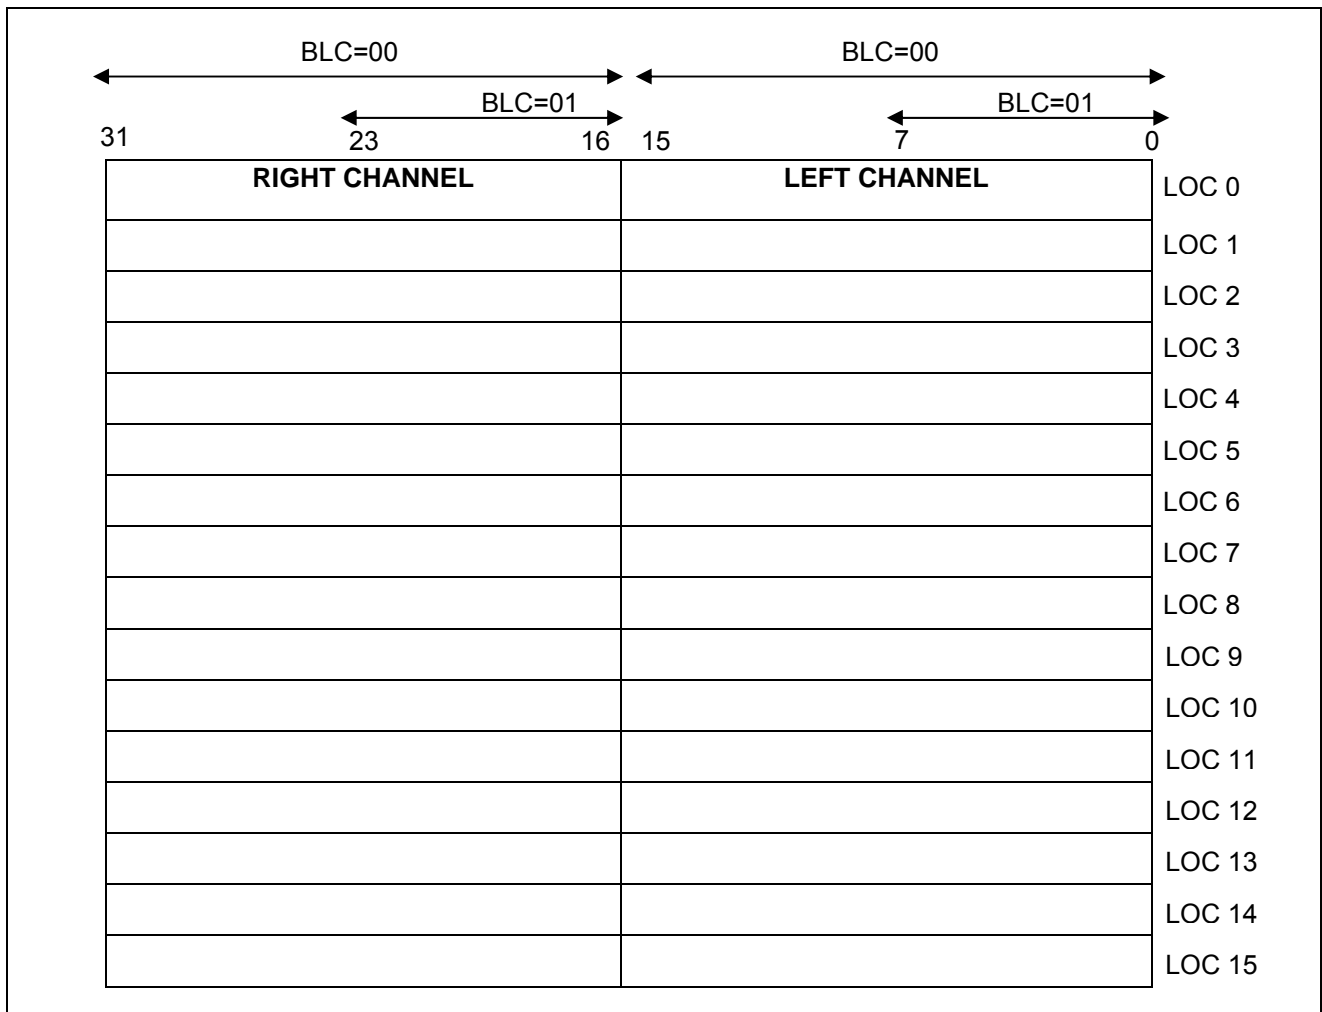 BLC=00 BLC=00
BLC=01 BLC=01
31 23 16 15 7 0
RIGHT CHANNEL LEFT CHANNEL LOC 0
LOC 1
LOC 2
LOC 3
LOC 4
LOC 5
LOC 6
LOC 7
LOC 8
LOC 9
LOC 10
LOC 11
LOC 12
LOC 13
LOC 14
LOC 15